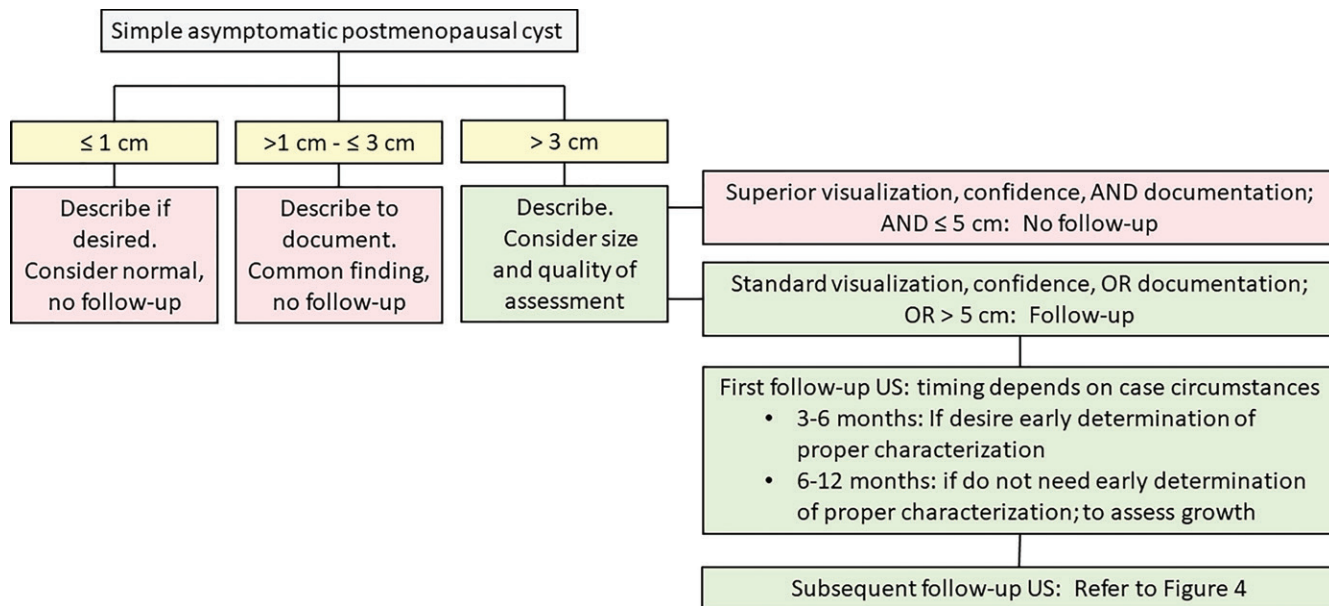 Simple asymptomatic postmenopausal cyst
≤ 1 cm
>1 cm - ≤ 3 cm
> 3 cm
Describe if
desired.
Consider normal,
no follow-up
Describe to
document.
Common finding,
no follow-up
Describe.
Consider size
and quality of
assessment
Superior visualization, confidence, AND documentation;
AND ≤ 5 cm: No follow-up
Standard visualization, confidence, OR documentation;
OR > 5 cm: Follow-up
First follow-up US: timing depends on case circumstances
• 3-6 months: If desire early determination of
proper characterization
• 6-12 months: if do not need early determination
of proper characterization; to assess growth
Subsequent follow-up US: Refer to Figure 4